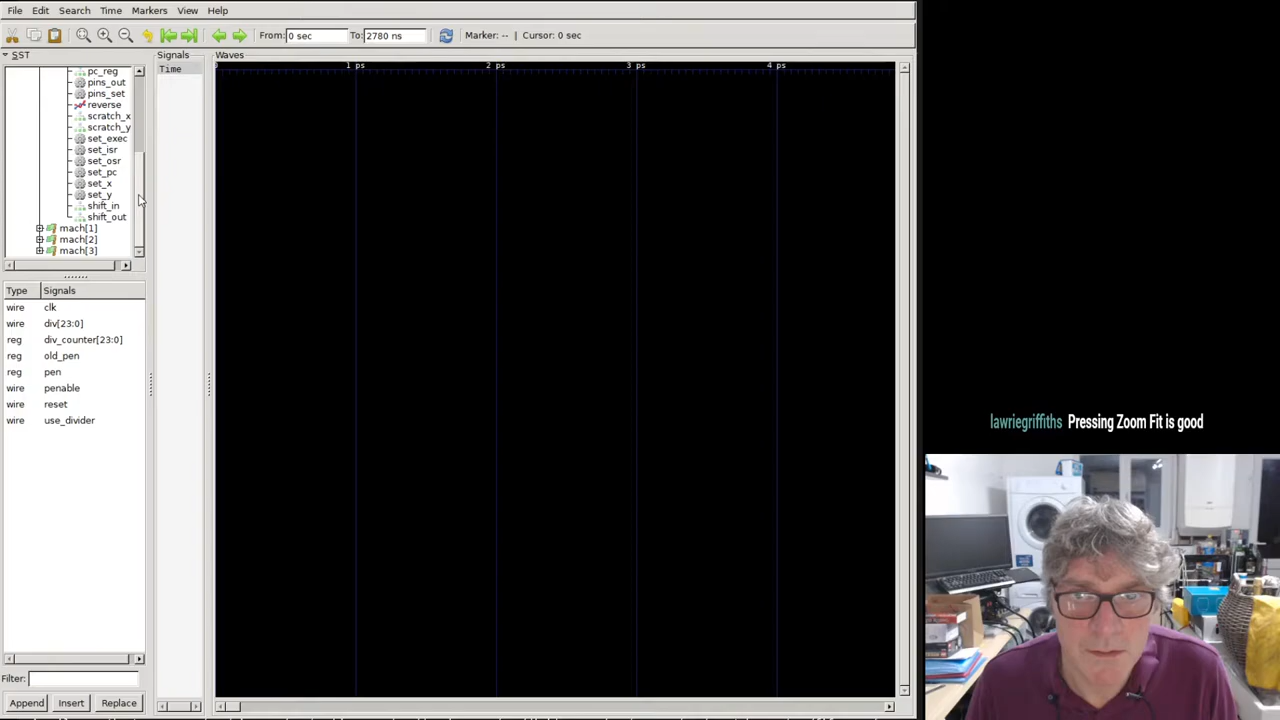 File Edit Search Time Markers View Help
From: 0 sec To: 2780 ns Marker: -- | Cursor: 0 sec
SST
Signals
Waves
Time
1 ps 2 ps 3 ps 4 ps
pc_reg
pins_out
pins_set
reverse
scratch_x
scratch_y
set_exec
set_isr
set_osr
set_pc
set_x
set_y
shift_in
shift_out
mach[1]
mach[2]
mach[3]
Type Signals
wire clk
wire div[23:0]
reg div_counter[23:0]
reg old_pen
reg pen
wire penable
wire reset
wire use_divider
Filter:
Append Insert Replace
lawriegriffiths Pressing Zoom Fit is good